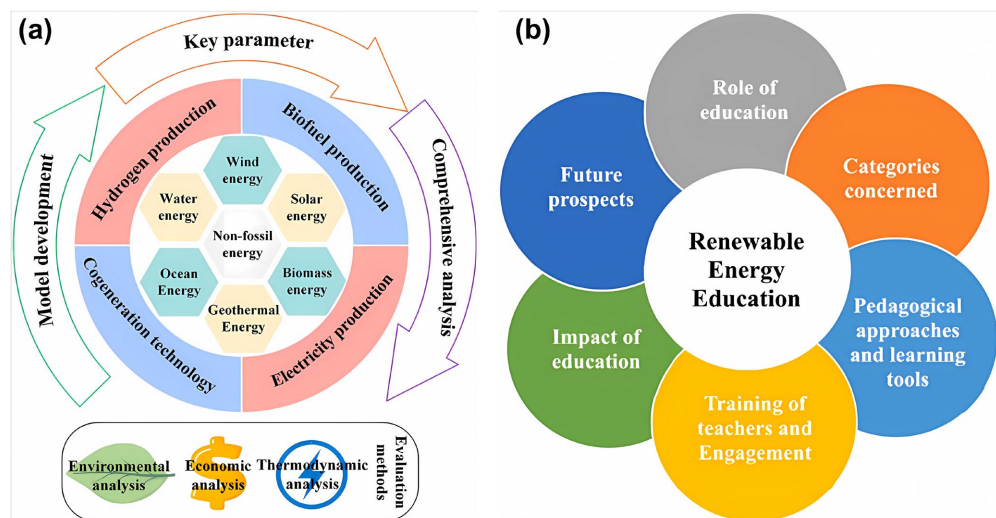 (a)
Key parameter
Model development
Comprehensive analysis
Hydrogen production
Biofuel production
Cogeneration technology
Electricity production
Wind
energy
Water
energy
Solar
energy
Non-fossil
energy
Ocean
Energy
Biomass
energy
Geothermal
Energy
Environmental
analysis
Economic
analysis
Thermodynamic
analysis
Evaluation
methods
(b)
Role of
education
Categories
concerned
Future
prospects
Renewable
Energy
Education
Pedagogical
approaches
and learning
tools
Impact of
education
Training of
teachers and
Engagement